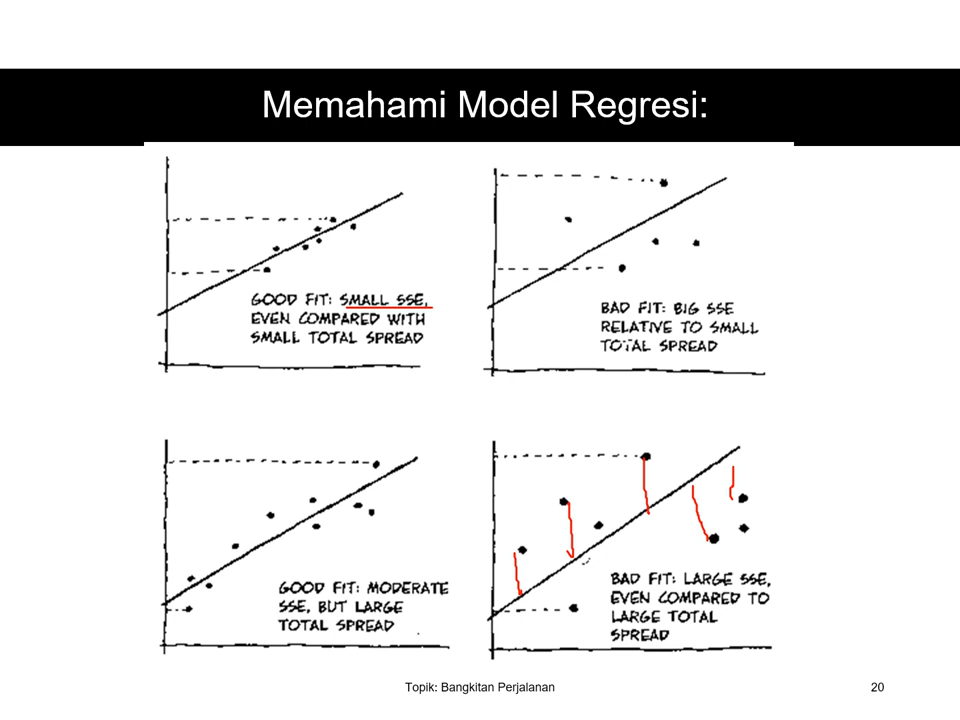 Memahami Model Regresi:
GOOD FIT: SMALL SSE,
EVEN COMPARED WITH
SMALL TOTAL SPREAD
BAD FIT: BIG SSE
RELATIVE TO SMALL
TOTAL SPREAD
GOOD FIT: MODERATE
SSE, BUT LARGE
TOTAL SPREAD
BAD FIT: LARGE SSE,
EVEN COMPARED TO
LARGE TOTAL
SPREAD
Topik: Bangkitan Perjalanan
20